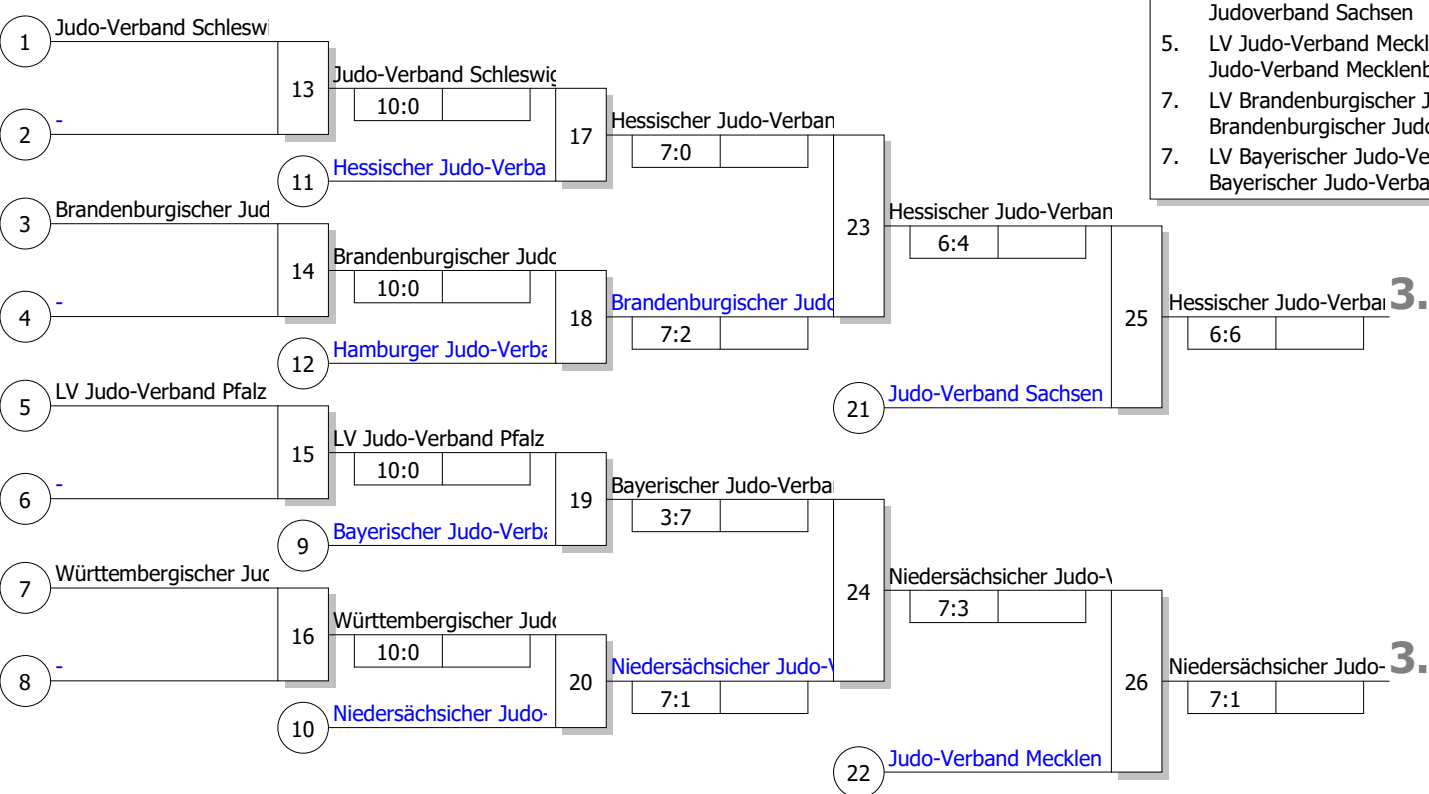 Judoverband Sachsen
5. LV Judo-Verband Meckl
Judo-Verband Mecklenb
7. LV Brandenburgischer J
Brandenburgischer Judo
7. LV Bayerischer Judo-Ve
Bayerischer Judo-Verba
1 Judo-Verband Schlesw
2 -
13 Judo-Verband Schleswig
10:0
11 Hessischer Judo-Verba
17 Hessischer Judo-Verban
7:0
3 Brandenburgischer Jud
4 -
14 Brandenburgischer Judo
10:0
12 Hamburger Judo-Verba
18 Brandenburgischer Judo
7:2
23 Hessischer Judo-Verban
6:4
21 Judo-Verband Sachsen
25 Hessischer Judo-Verban 3.
6:6
5 LV Judo-Verband Pfalz
6 -
15 LV Judo-Verband Pfalz
10:0
9 Bayerischer Judo-Verba
19 Bayerischer Judo-Verba
3:7
7 Württembergischer Jud
8 -
16 Württembergischer Judo
10:0
10 Niedersächsicher Judo-
20 Niedersächsicher Judo-V
7:1
24 Niedersächsicher Judo-V
7:3
22 Judo-Verband Mecklen
26 Niedersächsicher Judo- 3.
7:1